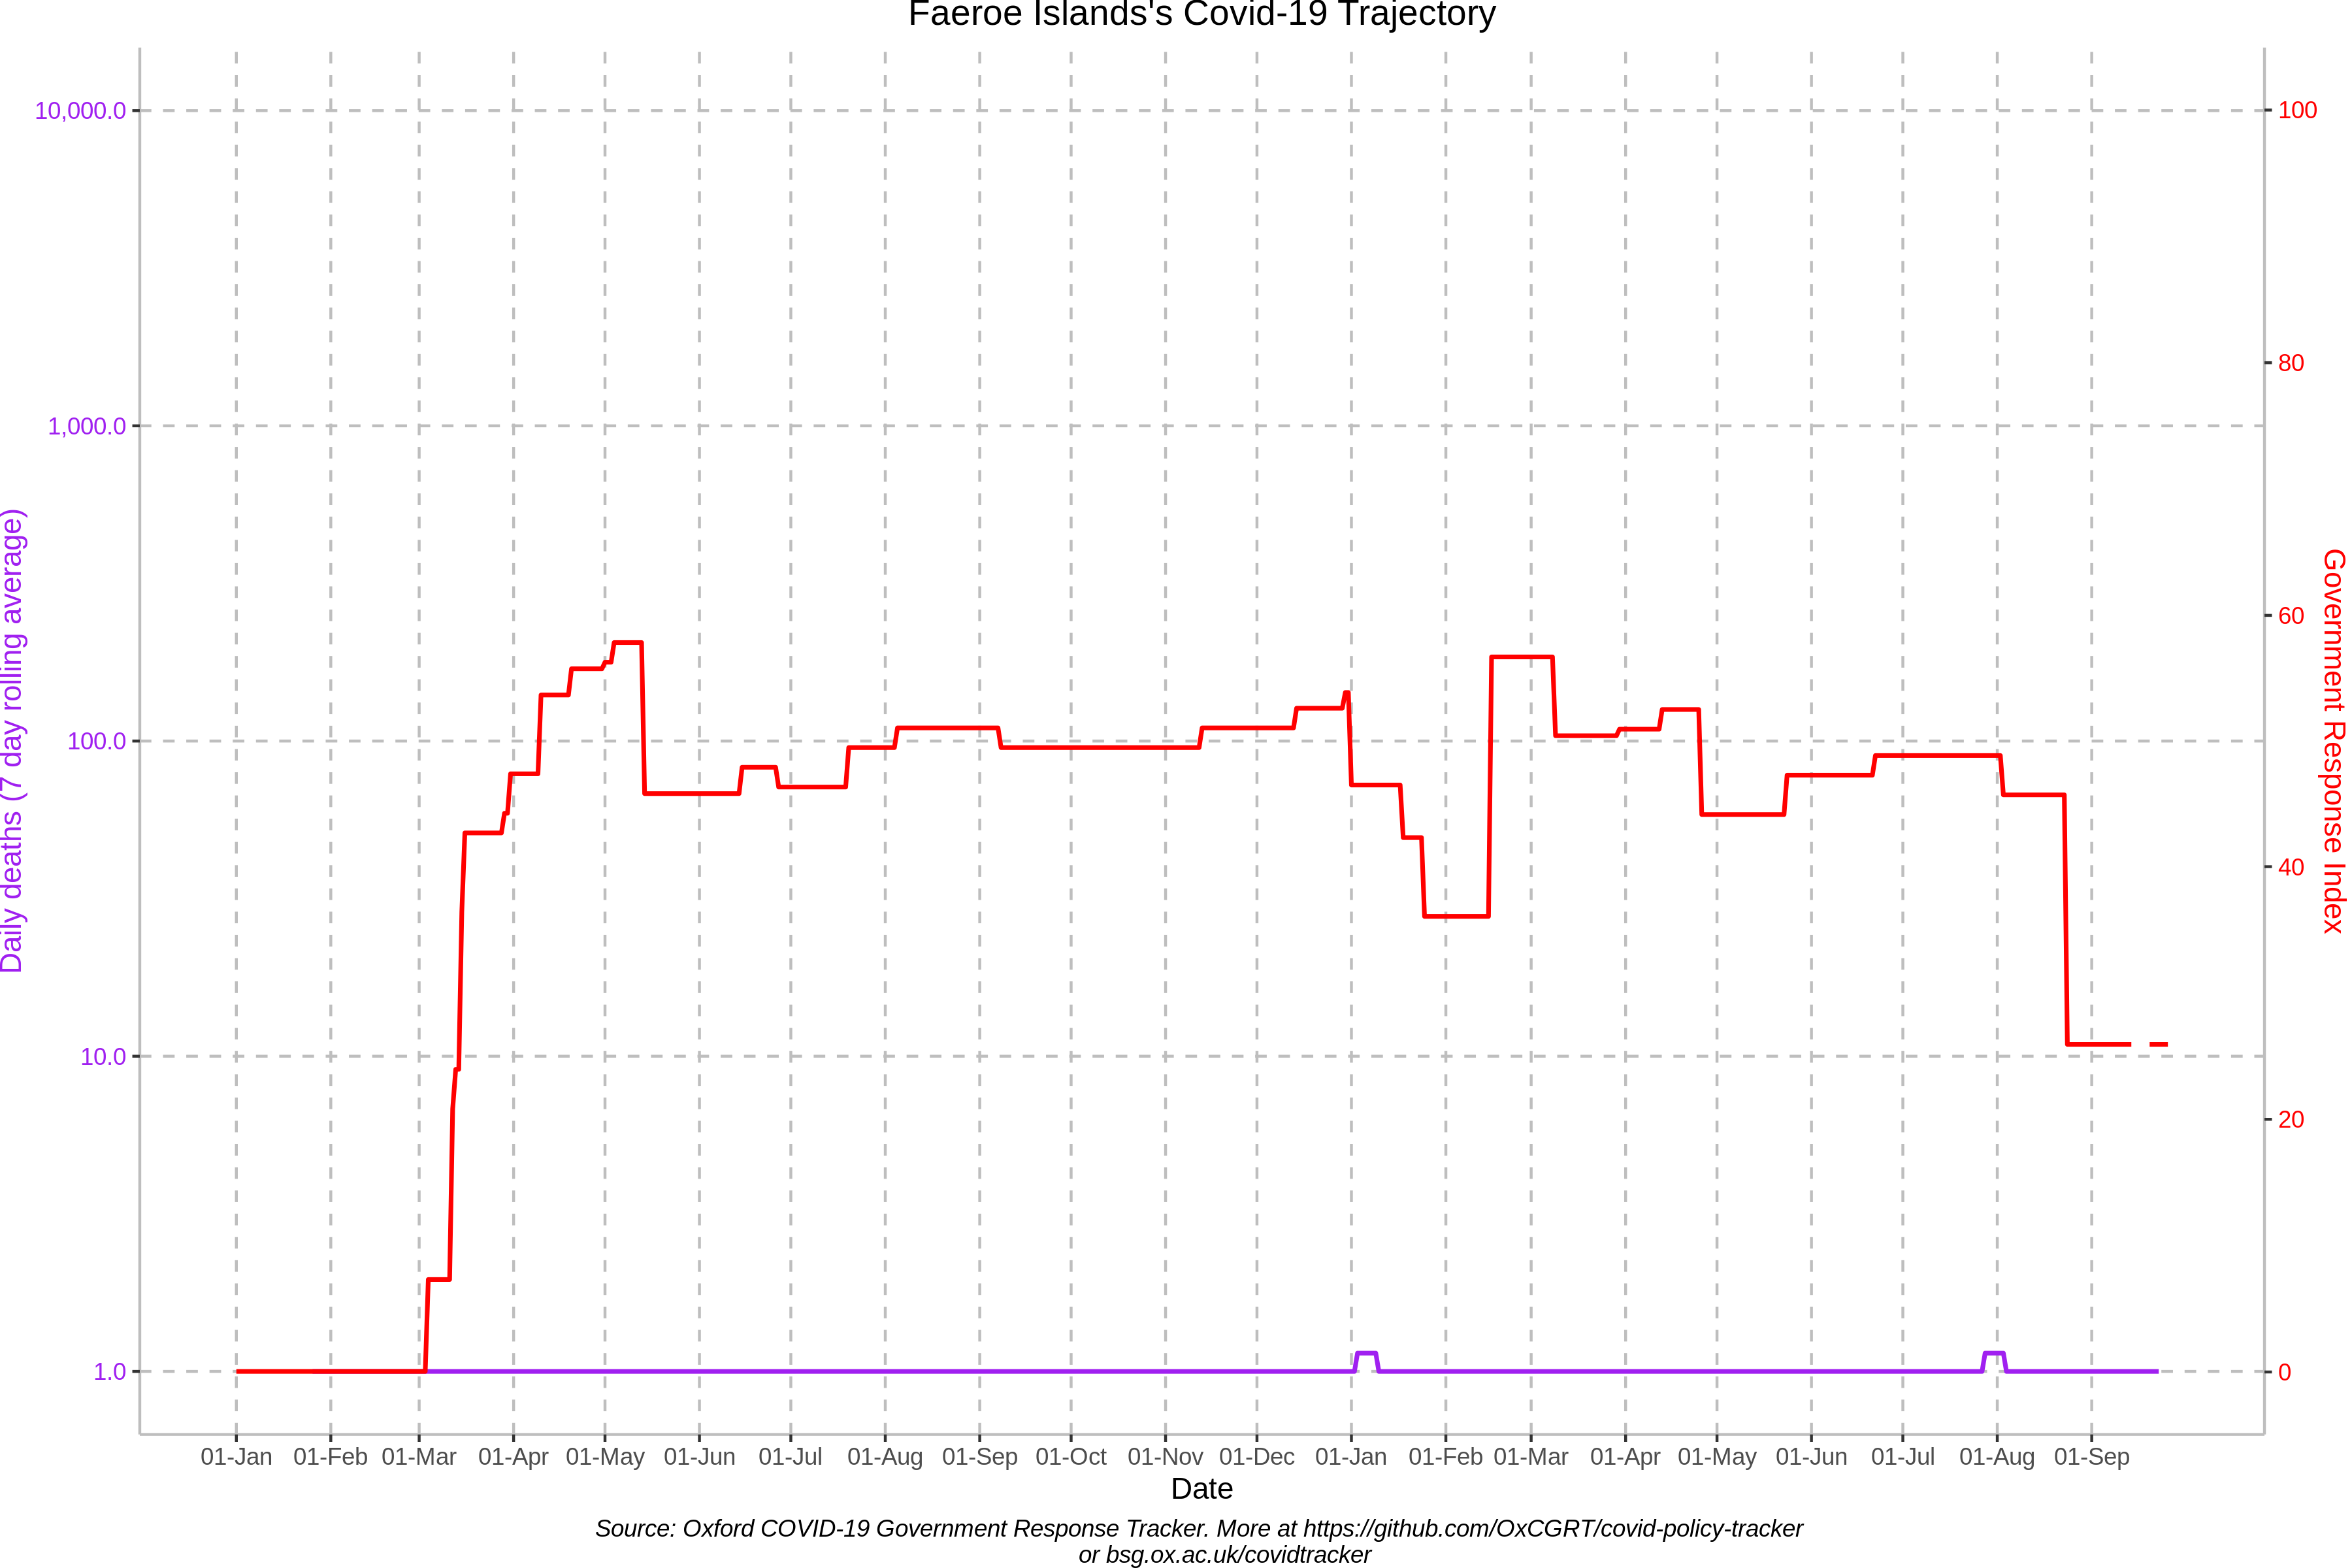 Faeroe Islands's Covid-19 Trajectory
10,000.0
1,000.0
100.0
10.0
1.0
Daily deaths (7 day rolling average)
100
80
60
40
20
0
Government Response Index
01-Jan 01-Feb 01-Mar 01-Apr 01-May 01-Jun 01-Jul 01-Aug 01-Sep 01-Oct 01-Nov 01-Dec 01-Jan 01-Feb 01-Mar 01-Apr 01-May 01-Jun 01-Jul 01-Aug 01-Sep
Date
Source: Oxford COVID-19 Government Response Tracker. More at https://github.com/OxCGRT/covid-policy-tracker
or bsg.ox.ac.uk/covidtracker